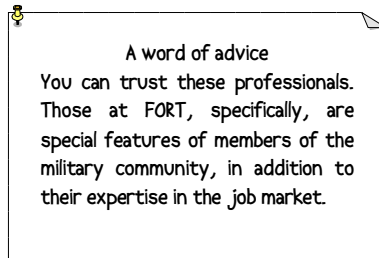 A word of advice
You can trust these professionals.
Those at FORT, specifically, are
special features of members of the
military community, in addition to
their expertise in the job market.